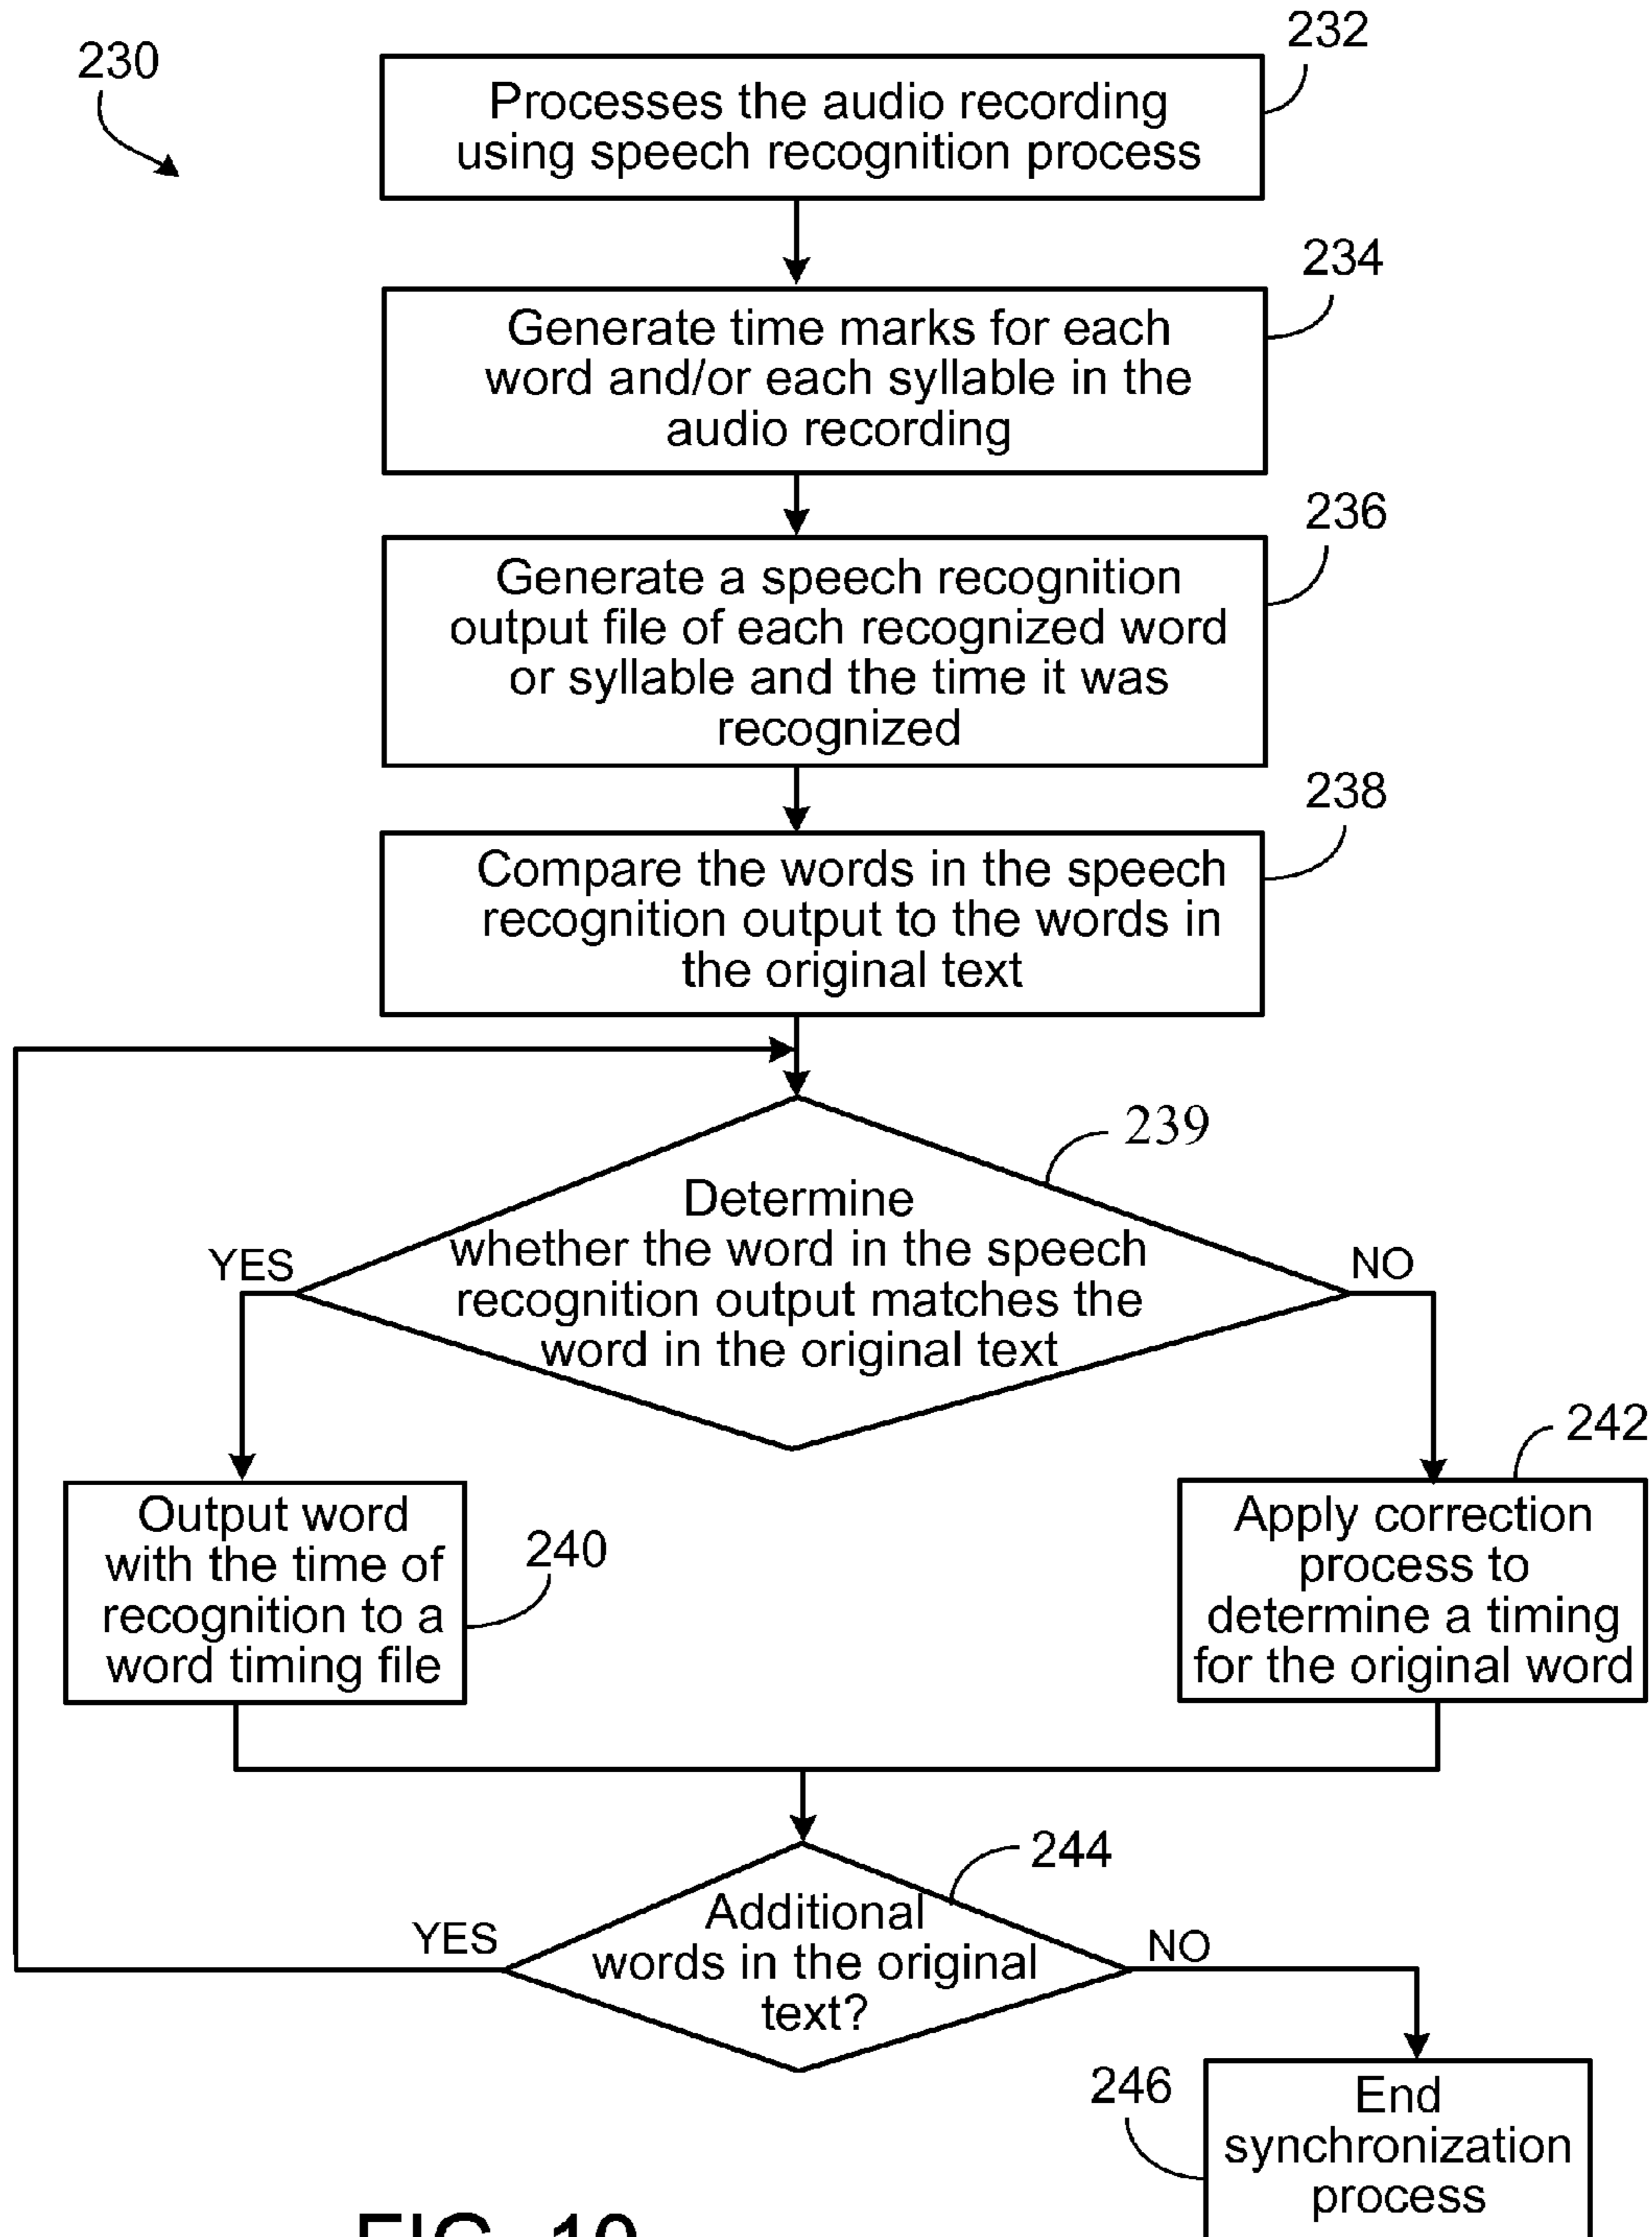 230
232
Processes the audio recording
using speech recognition process
234
Generate time marks for each
word and/or each syllable in the
audio recording
236
Generate a speech recognition
output file of each recognized word
or syllable and the time it was
recognized
238
Compare the words in the speech
recognition output to the words in
the original text
239
Determine
whether the word in the speech
recognition output matches the
word in the original text
YES
NO
240
Output word
with the time of
recognition to a
word timing file
242
Apply correction
process to
determine a timing
for the original word
244
Additional
words in the original
text?
YES
NO
246
End
synchronization
process
FIG. 10